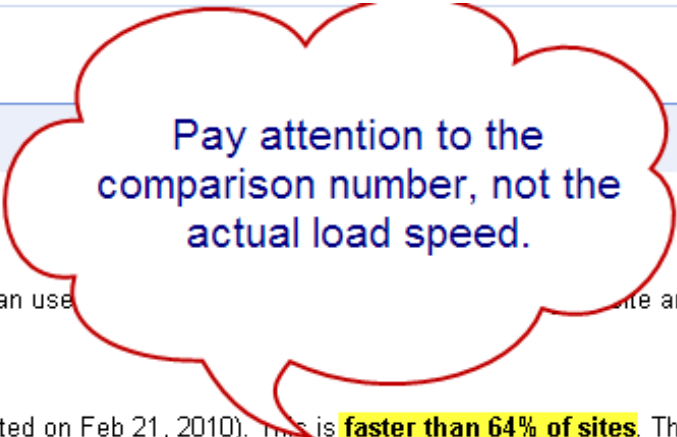 Pay attention to the
comparison number, not the
actual load speed.
an use
ted on Feb 21, 2010). This is faster than 64% of sites. Th